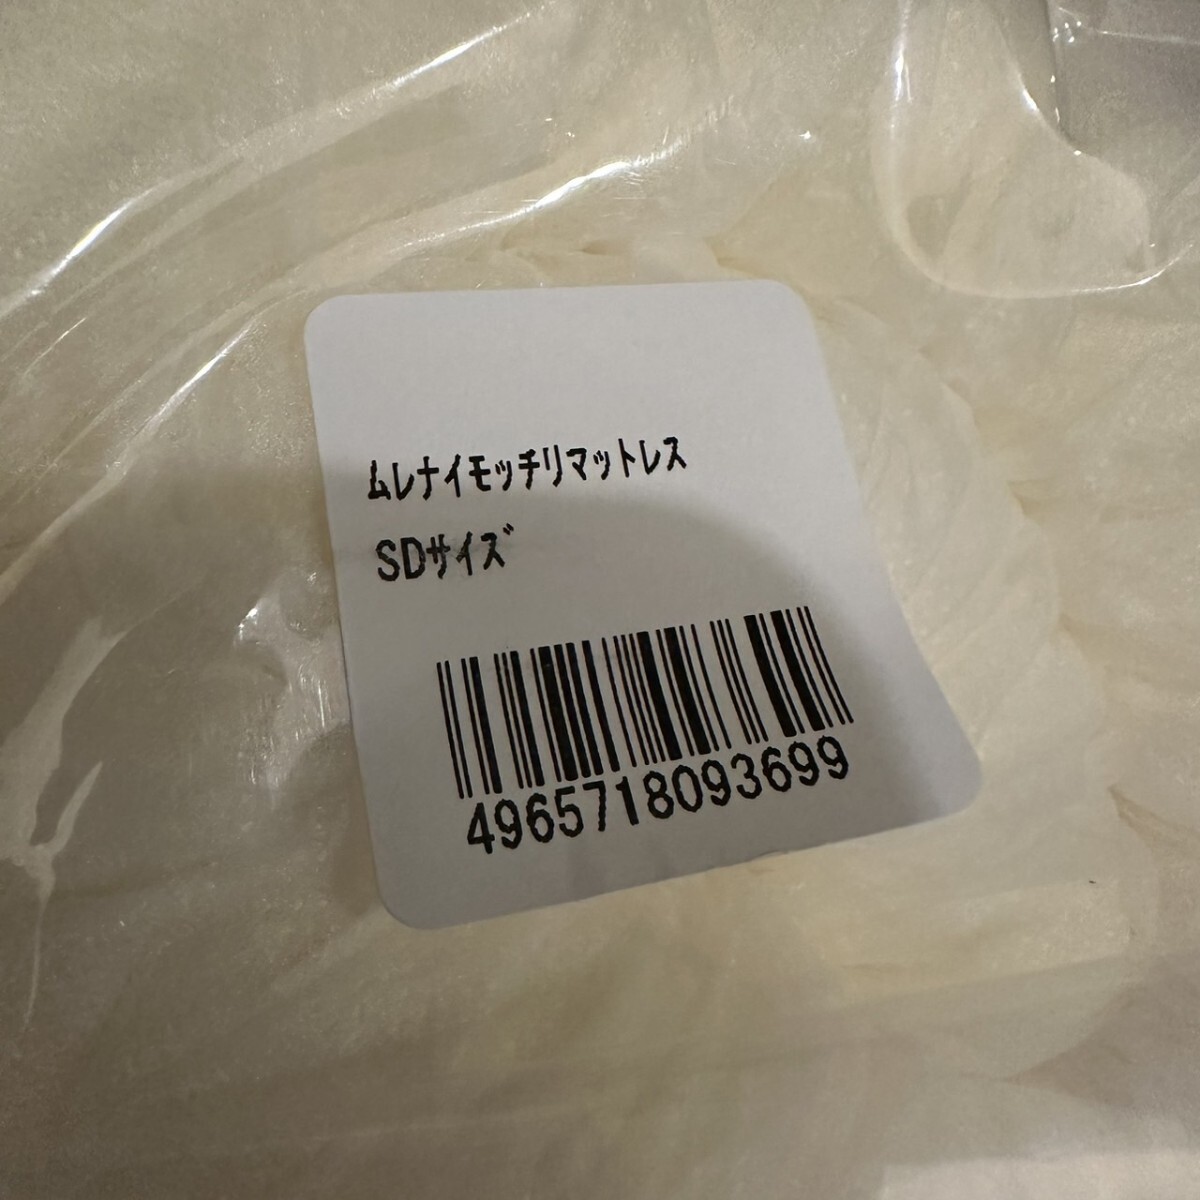 ﾑﾚﾅｲﾓｯﾁﾘﾏｯﾄﾚｽ
SDｻｲｽﾞ
4965718093699